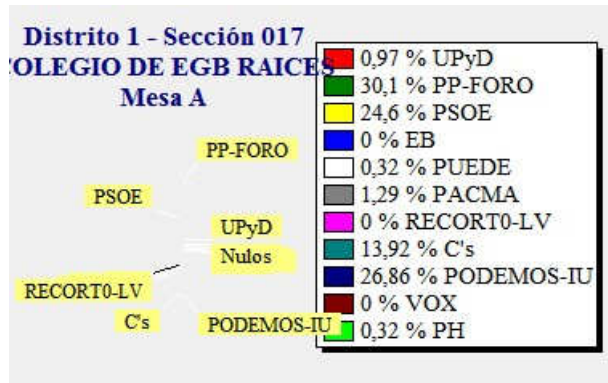 Distrito 1 - Sección 017
COLEGIO DE EGB RAICES
Mesa A
PP-FORO
PSOE
UPyD
Nulos
RECORT0-LV
C's
PODEMOS-IU
0,97 % UPyD
30,1 % PP-FORO
24,6 % PSOE
0 % EB
0,32 % PUEDE
1,29 % PACMA
0 % RECORT0-LV
13,92 % C's
26,86 % PODEMOS-IU
0 % VOX
0,32 % PH